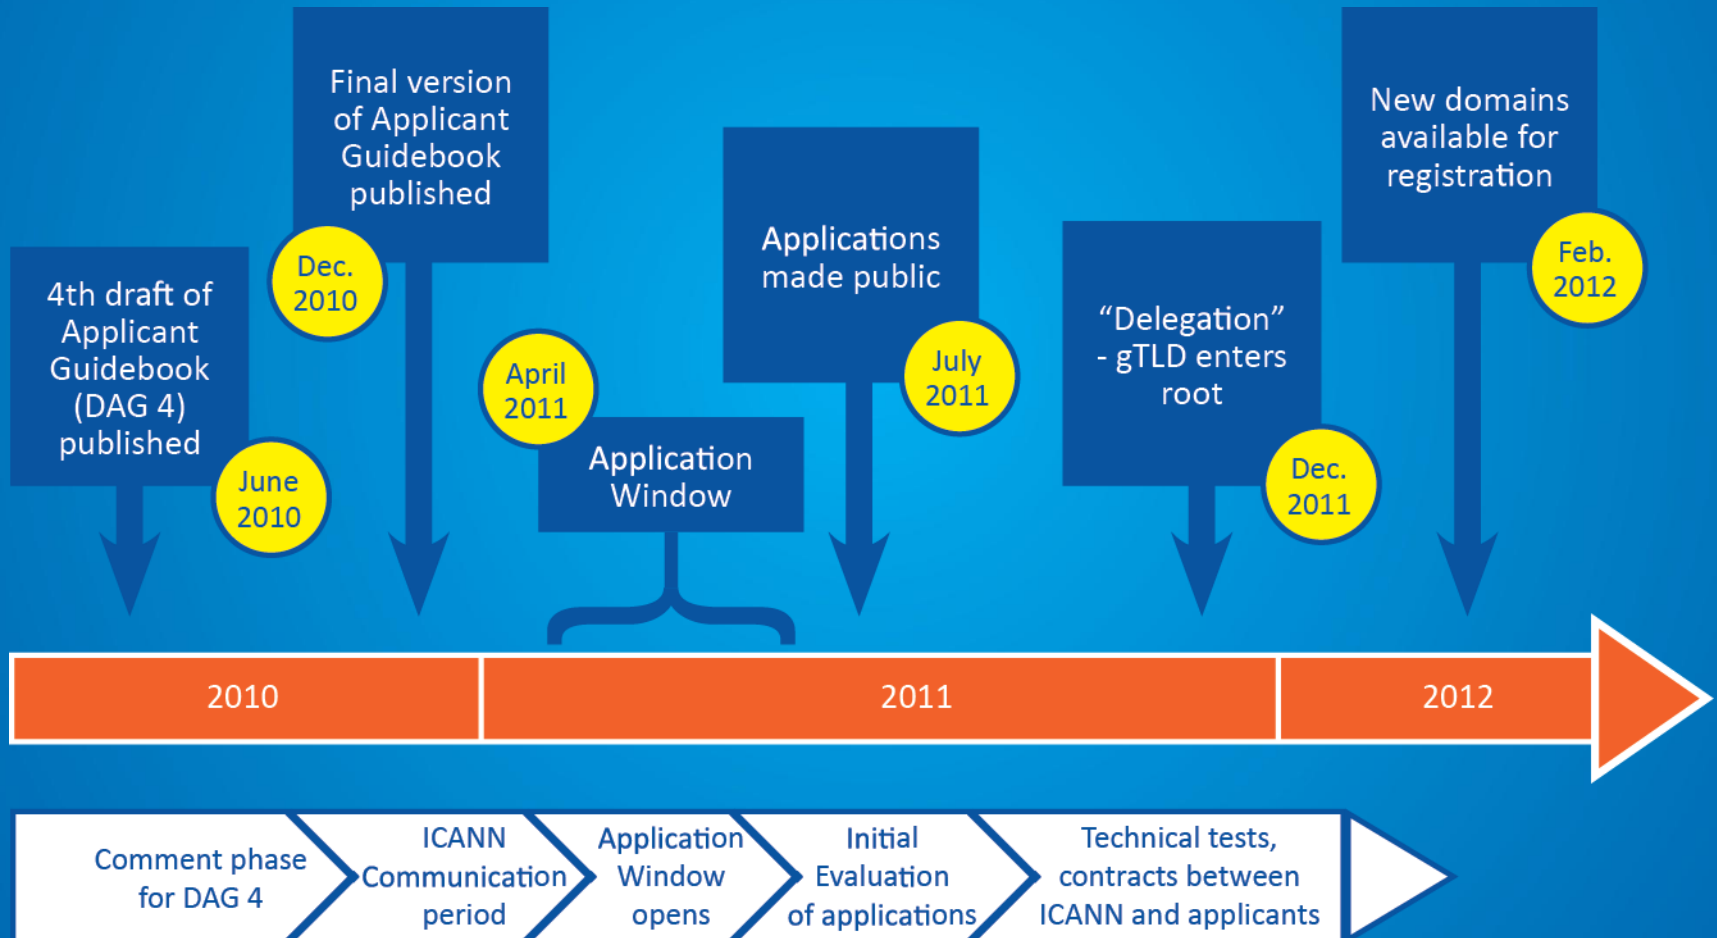 4th draft of
Applicant
Guidebook
(DAG 4)
published
June
2010
Final version
of Applicant
Guidebook
published
Dec.
2010
April
2011
Application
Window
Applications
made public
July
2011
“Delegation”
- gTLD enters
root
Dec.
2011
New domains
available for
registration
Feb.
2012
2010
2011
2012
Comment phase
for DAG 4
ICANN
Communication
period
Application
Window
opens
Initial
Evaluation
of applications
Technical tests,
contracts between
ICANN and applicants